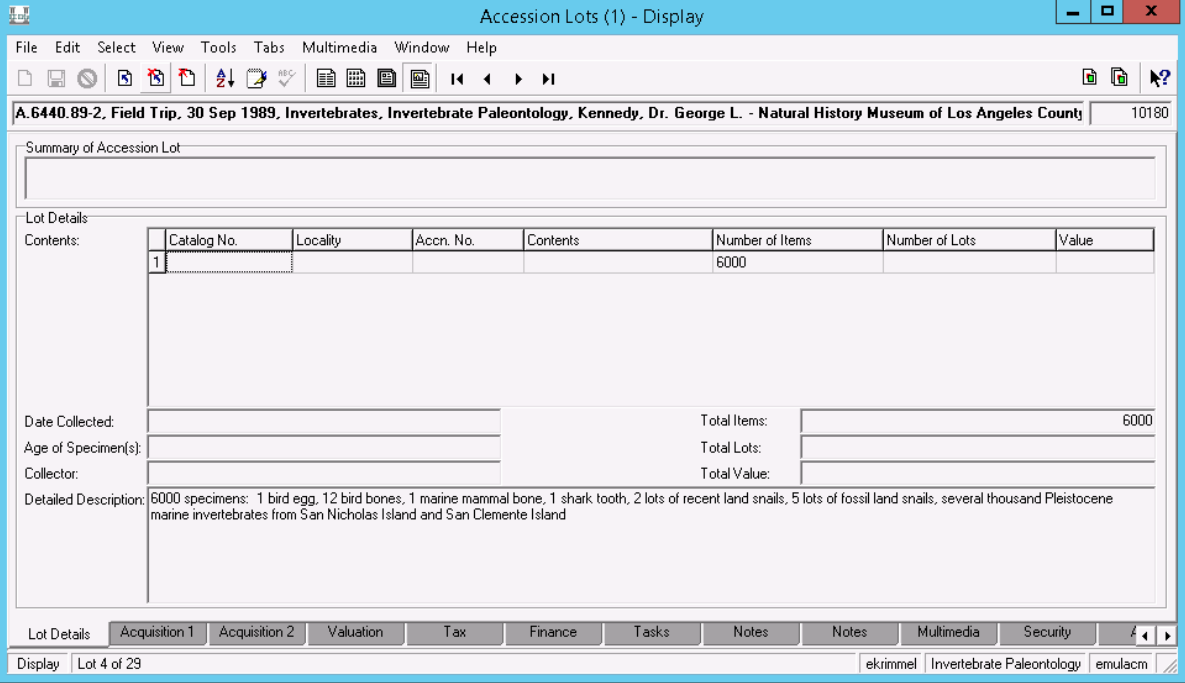 Accession Lots (1) - Display
File Edit Select View Tools Tabs Multimedia Window Help
A.6440.89-2, Field Trip, 30 Sep 1989, Invertebrates, Invertebrate Paleontology, Kennedy, Dr. George L. - Natural History Museum of Los Angeles County 10180
Summary of Accession Lot
Lot Details
Contents: Catalog No. Locality Accn. No. Contents Number of Items Number of Lots Value
1 6000
Date Collected: Total Items: 6000
Age of Specimen(s): Total Lots:
Collector: Total Value:
Detailed Description: 6000 specimens: 1 bird egg, 12 bird bones, 1 marine mammal bone, 1 shark tooth, 2 lots of recent land snails, 5 lots of fossil land snails, several thousand Pleistocene
marine invertebrates from San Nicholas Island and San Clemente Island
Lot Details Acquisition 1 Acquisition 2 Valuation Tax Finance Tasks Notes Notes Multimedia Security
Display Lot 4 of 29 ekrimmel Invertebrate Paleontology emulacm